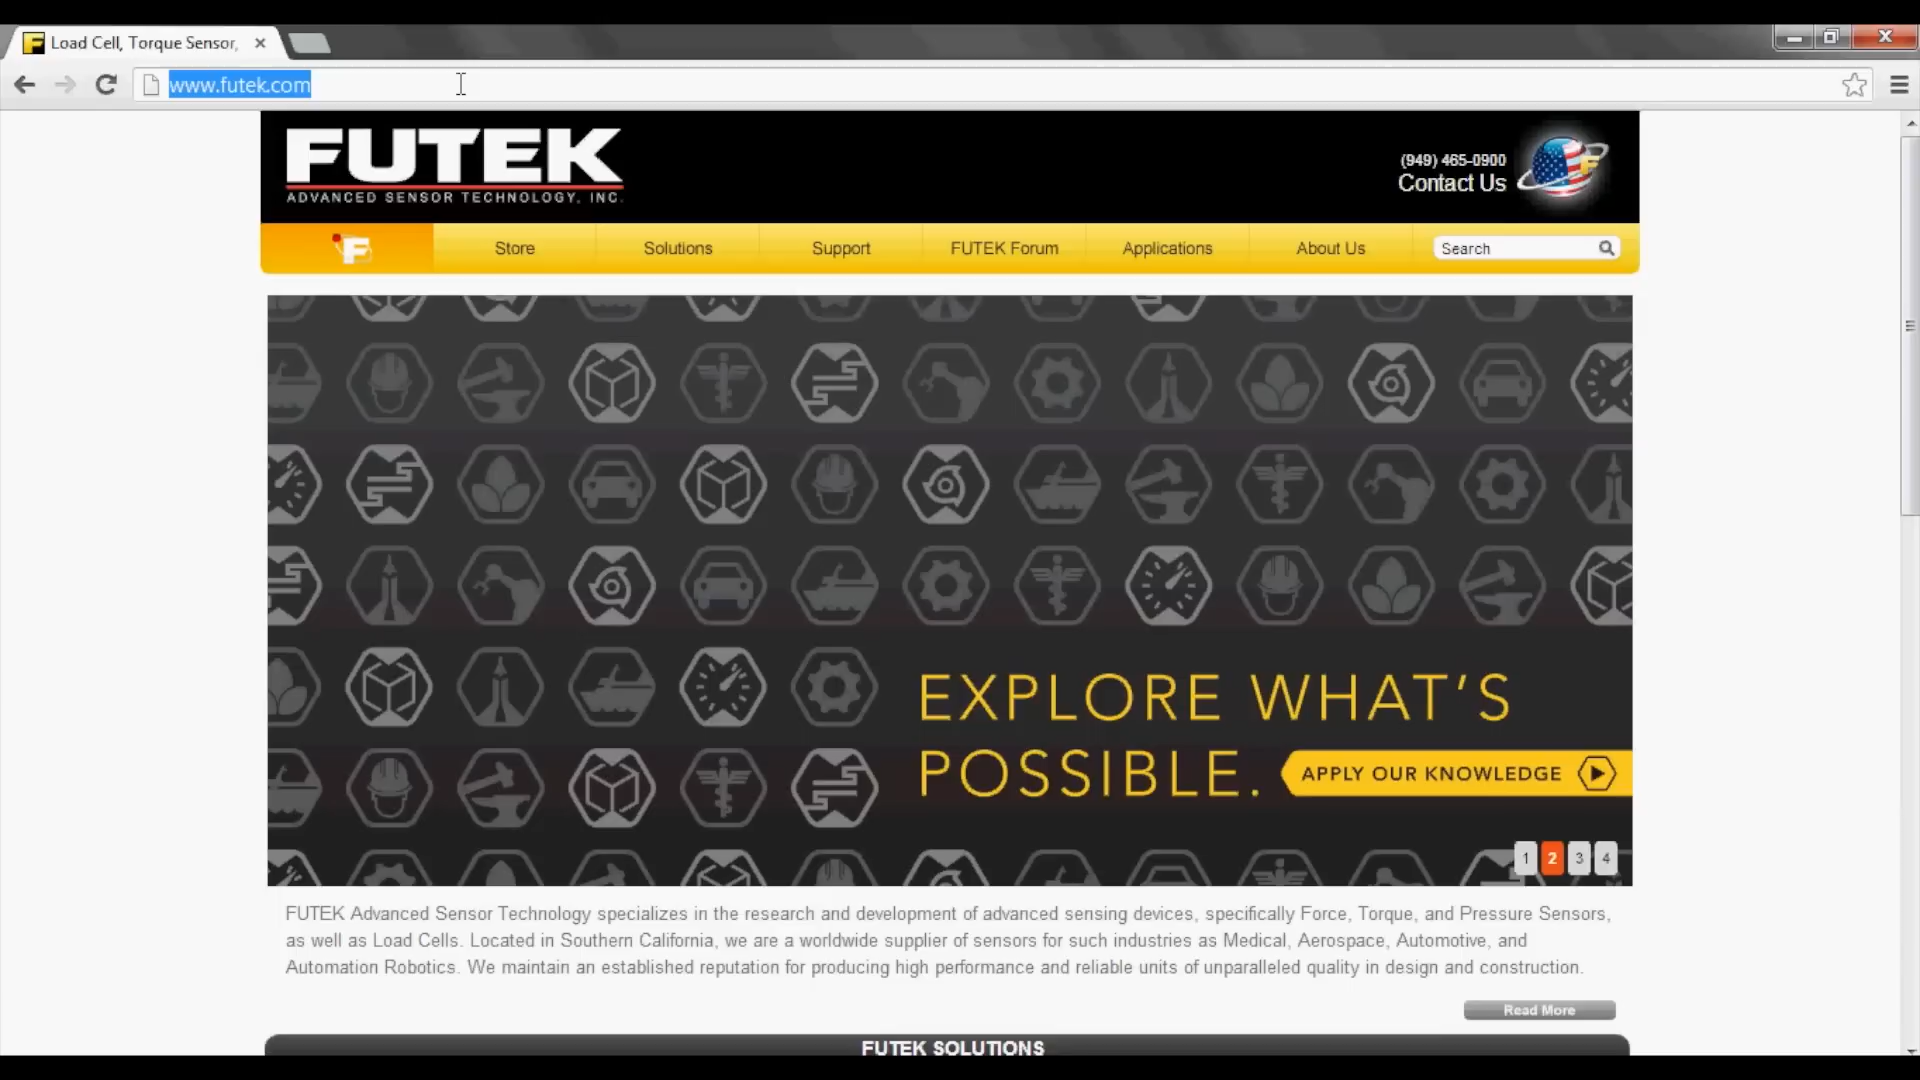 Load Cell, Torque Sensor,
www.futek.com
FUTEK
ADVANCED SENSOR TECHNOLOGY, INC.
(949) 465-0900
Contact Us
F
Store
Solutions
Support
FUTEK Forum
Applications
About Us
Search
EXPLORE WHAT'S
POSSIBLE.
APPLY OUR KNOWLEDGE
1 2 3 4
FUTEK Advanced Sensor Technology specializes in the research and development of advanced sensing devices, specifically Force, Torque, and Pressure Sensors,
as well as Load Cells. Located in Southern California, we are a worldwide supplier of sensors for such industries as Medical, Aerospace, Automotive, and
Automation Robotics. We maintain an established reputation for producing high performance and reliable units of unparalleled quality in design and construction.
Read More
FUTEK SOLUTIONS